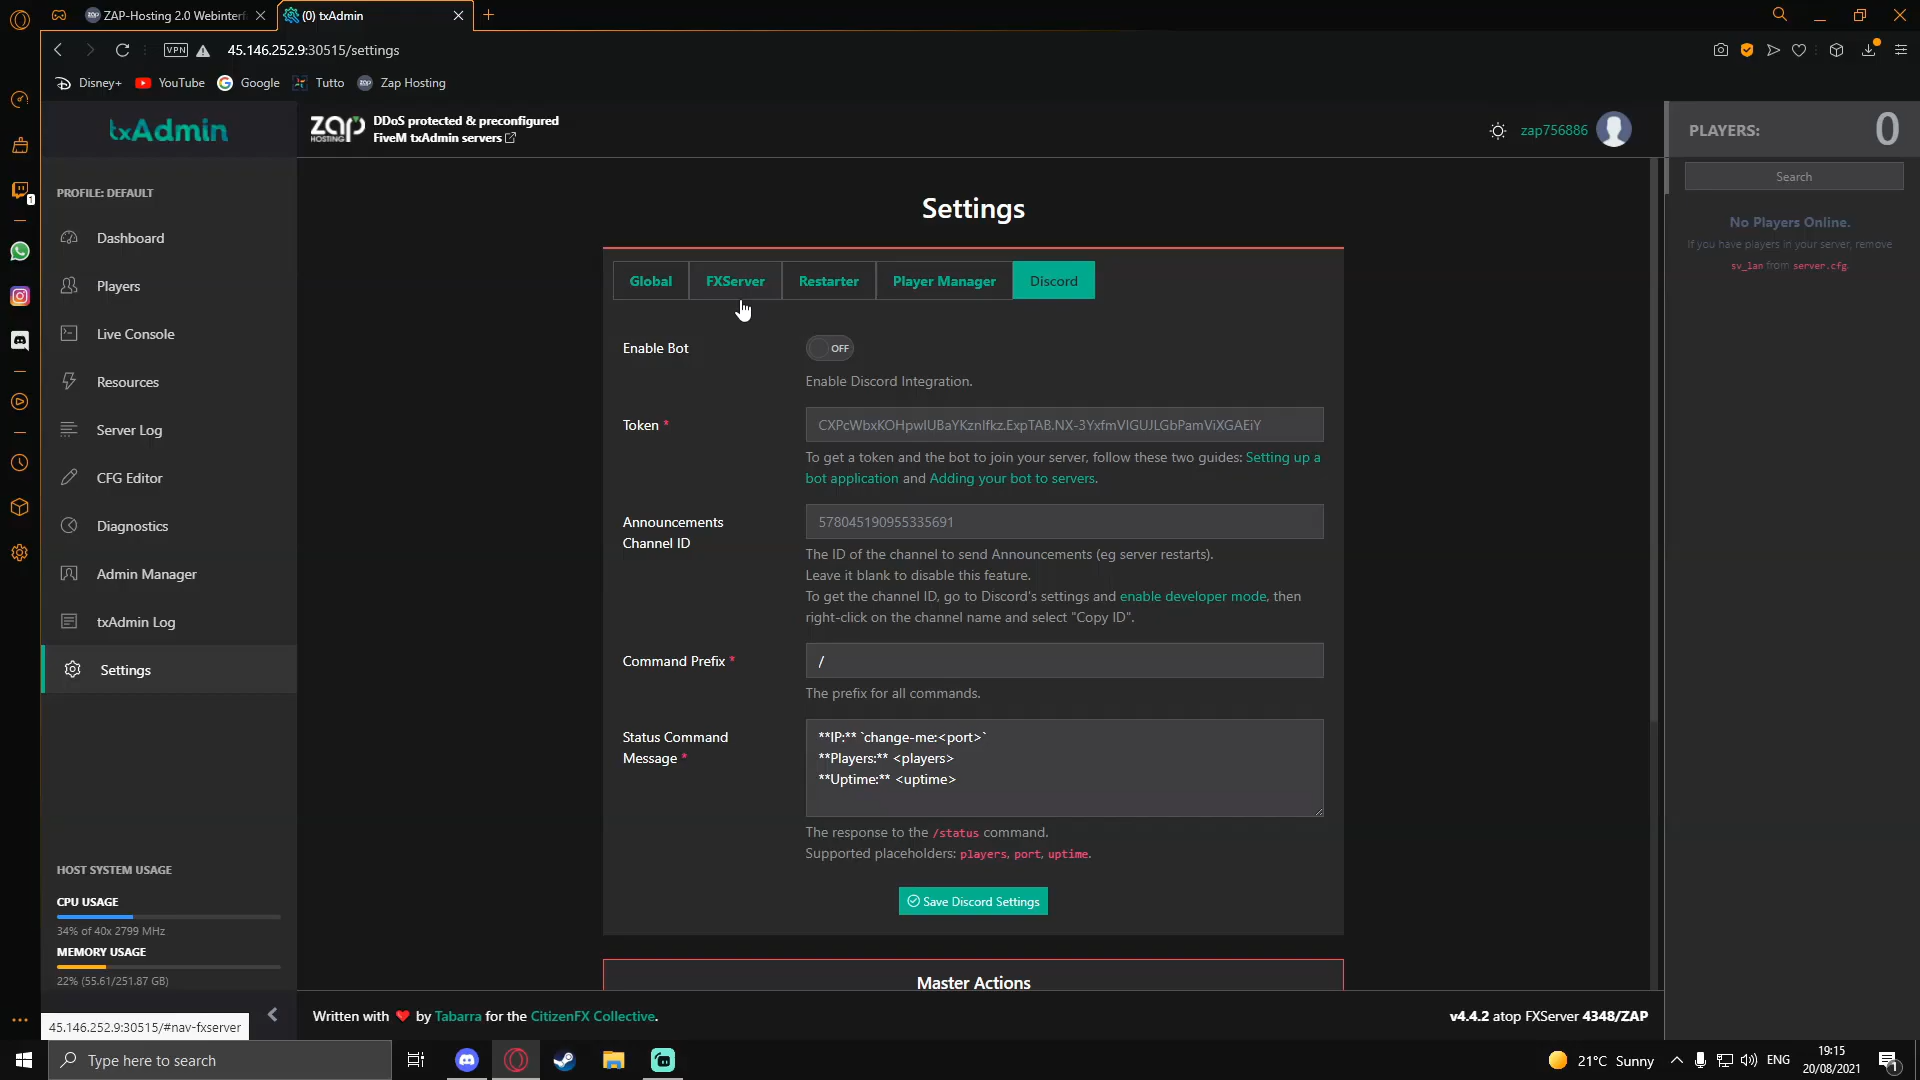 ZAP-Hosting 2.0 Webinterf
(0) txAdmin
VPN
45.146.252.9:30515/settings
Disney+
YouTube
Google
Tutto
Zap Hosting
txAdmin
ZAP HOSTING
DDoS protected & preconfigured
FiveM txAdmin servers
zap756886
PLAYERS: 0
Search
No Players Online.
If you have players in your server, remove
sv_lan from server.cfg.
PROFILE: DEFAULT
Dashboard
Players
Live Console
Resources
Server Log
CFG Editor
Diagnostics
Admin Manager
txAdmin Log
Settings
HOST SYSTEM USAGE
CPU USAGE
34% of 40x 2799 MHz
MEMORY USAGE
22% (55.61/251.87 GB)
Settings
Global
FXServer
Restarter
Player Manager
Discord
Enable Bot
OFF
Enable Discord Integration.
Token *
CXPcWbxKOHpwIUBaYKznIfkz.ExpTAB.NX-3YxfmVIGUJLGbPamViXGAEiY
To get a token and the bot to join your server, follow these two guides: Setting up a
bot application and Adding your bot to servers.
Announcements
Channel ID
578045190955335691
The ID of the channel to send Announcements (eg server restarts).
Leave it blank to disable this feature.
To get the channel ID, go to Discord's settings and enable developer mode, then
right-click on the channel name and select "Copy ID".
Command Prefix *
/
The prefix for all commands.
Status Command
Message *
**IP:** `change-me:<port>`
**Players:** <players>
**Uptime:** <uptime>
The response to the /status command.
Supported placeholders: players, port, uptime.
Save Discord Settings
Master Actions
45.146.252.9:30515/#nav-fxserver
Written with ❤ by Tabarra for the CitizenFX Collective.
v4.4.2 atop FXServer 4348/ZAP
Type here to search
21°C Sunny
ENG
19:15
20/08/2021
1
1